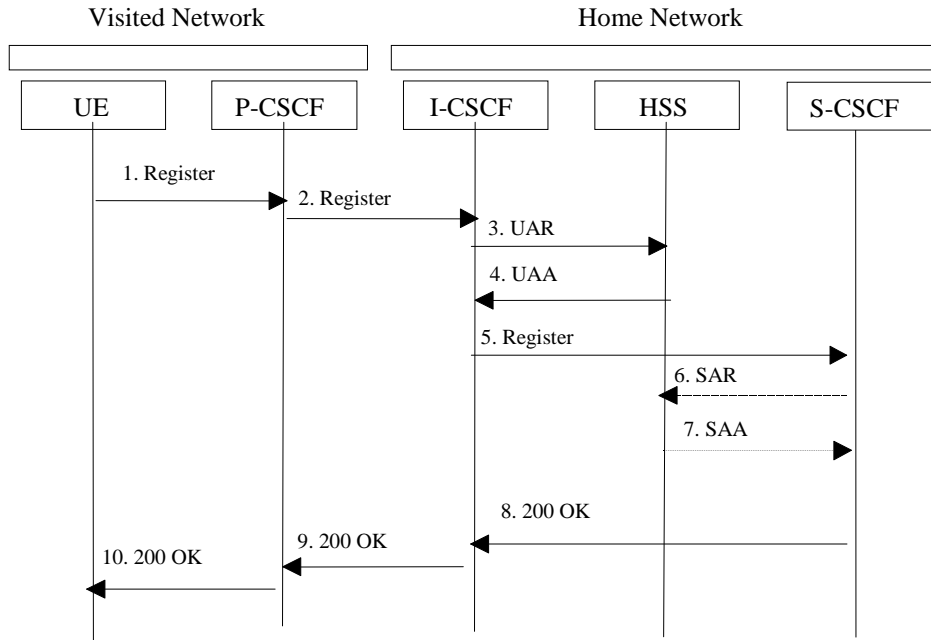 Visited Network
Home Network
UE
P-CSCF
I-CSCF
HSS
S-CSCF
1. Register
2. Register
3. UAR
4. UAA
5. Register
6. SAR
7. SAA
8. 200 OK
9. 200 OK
10. 200 OK